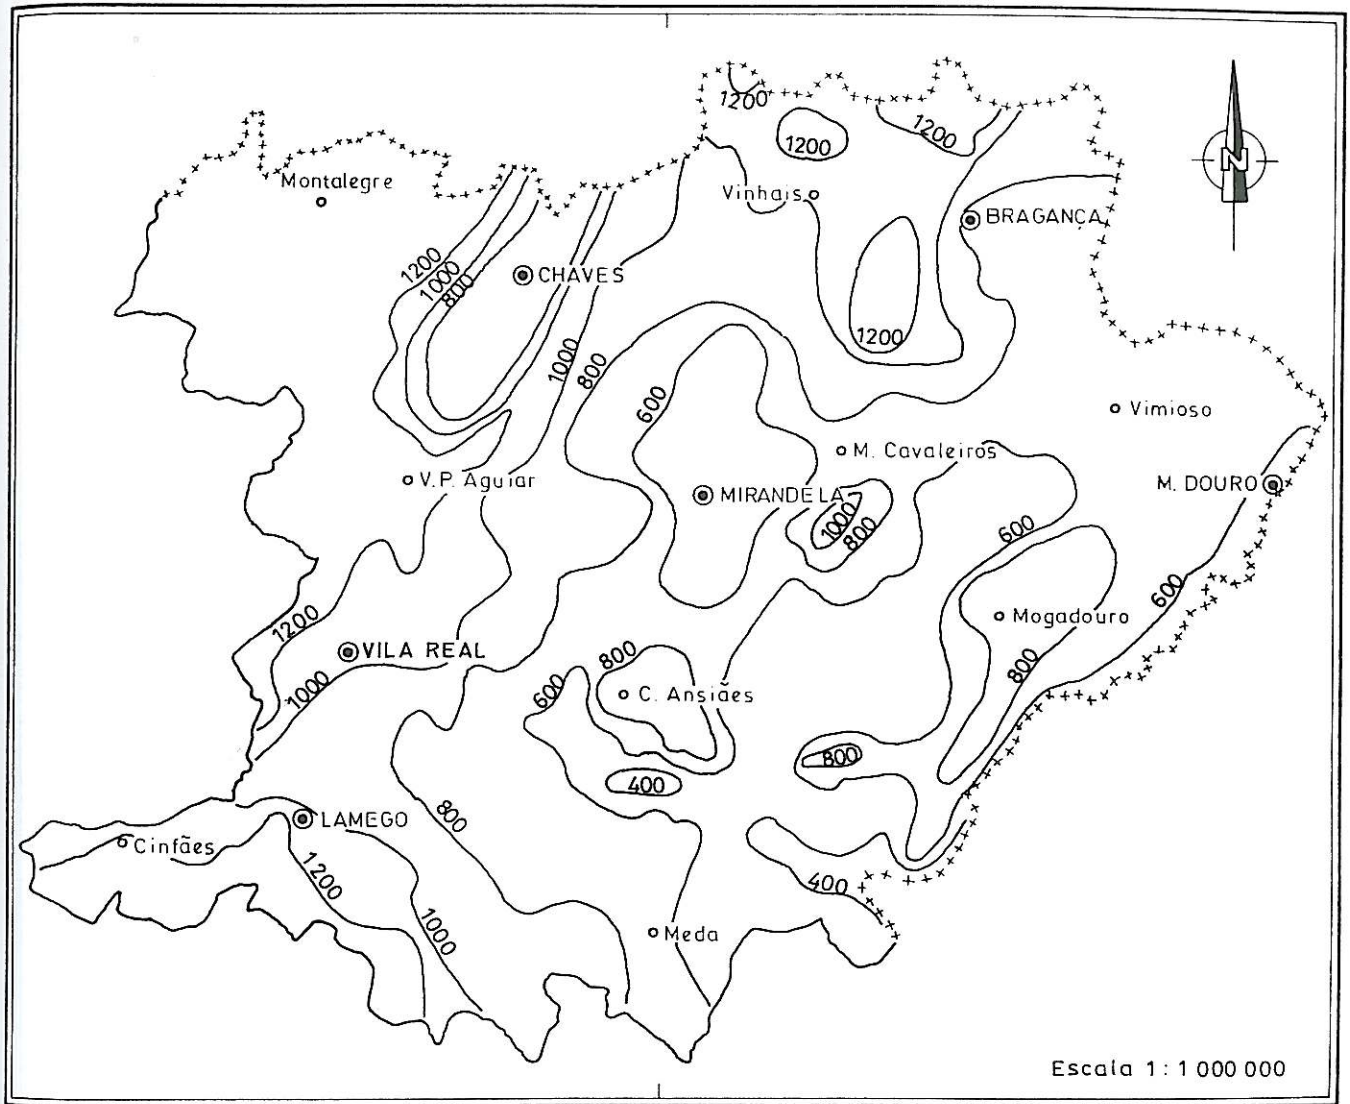 1200
1200
1200
N
Montalegre
Vinhais
BRAGANÇA
1200
1000
800
CHAVES
1200
1000
800
600
Vimioso
M. Cavaleiros
V.P. Aguiar
MIRANDELA
M. DOURO
1000
800
600
600
1200
Mogadouro
VILA REAL
800
800
1000
600
C. Ansiães
800
400
800
LAMEGO
Cinfães
1200
400
1000
Meda
Escala 1:1 000 000